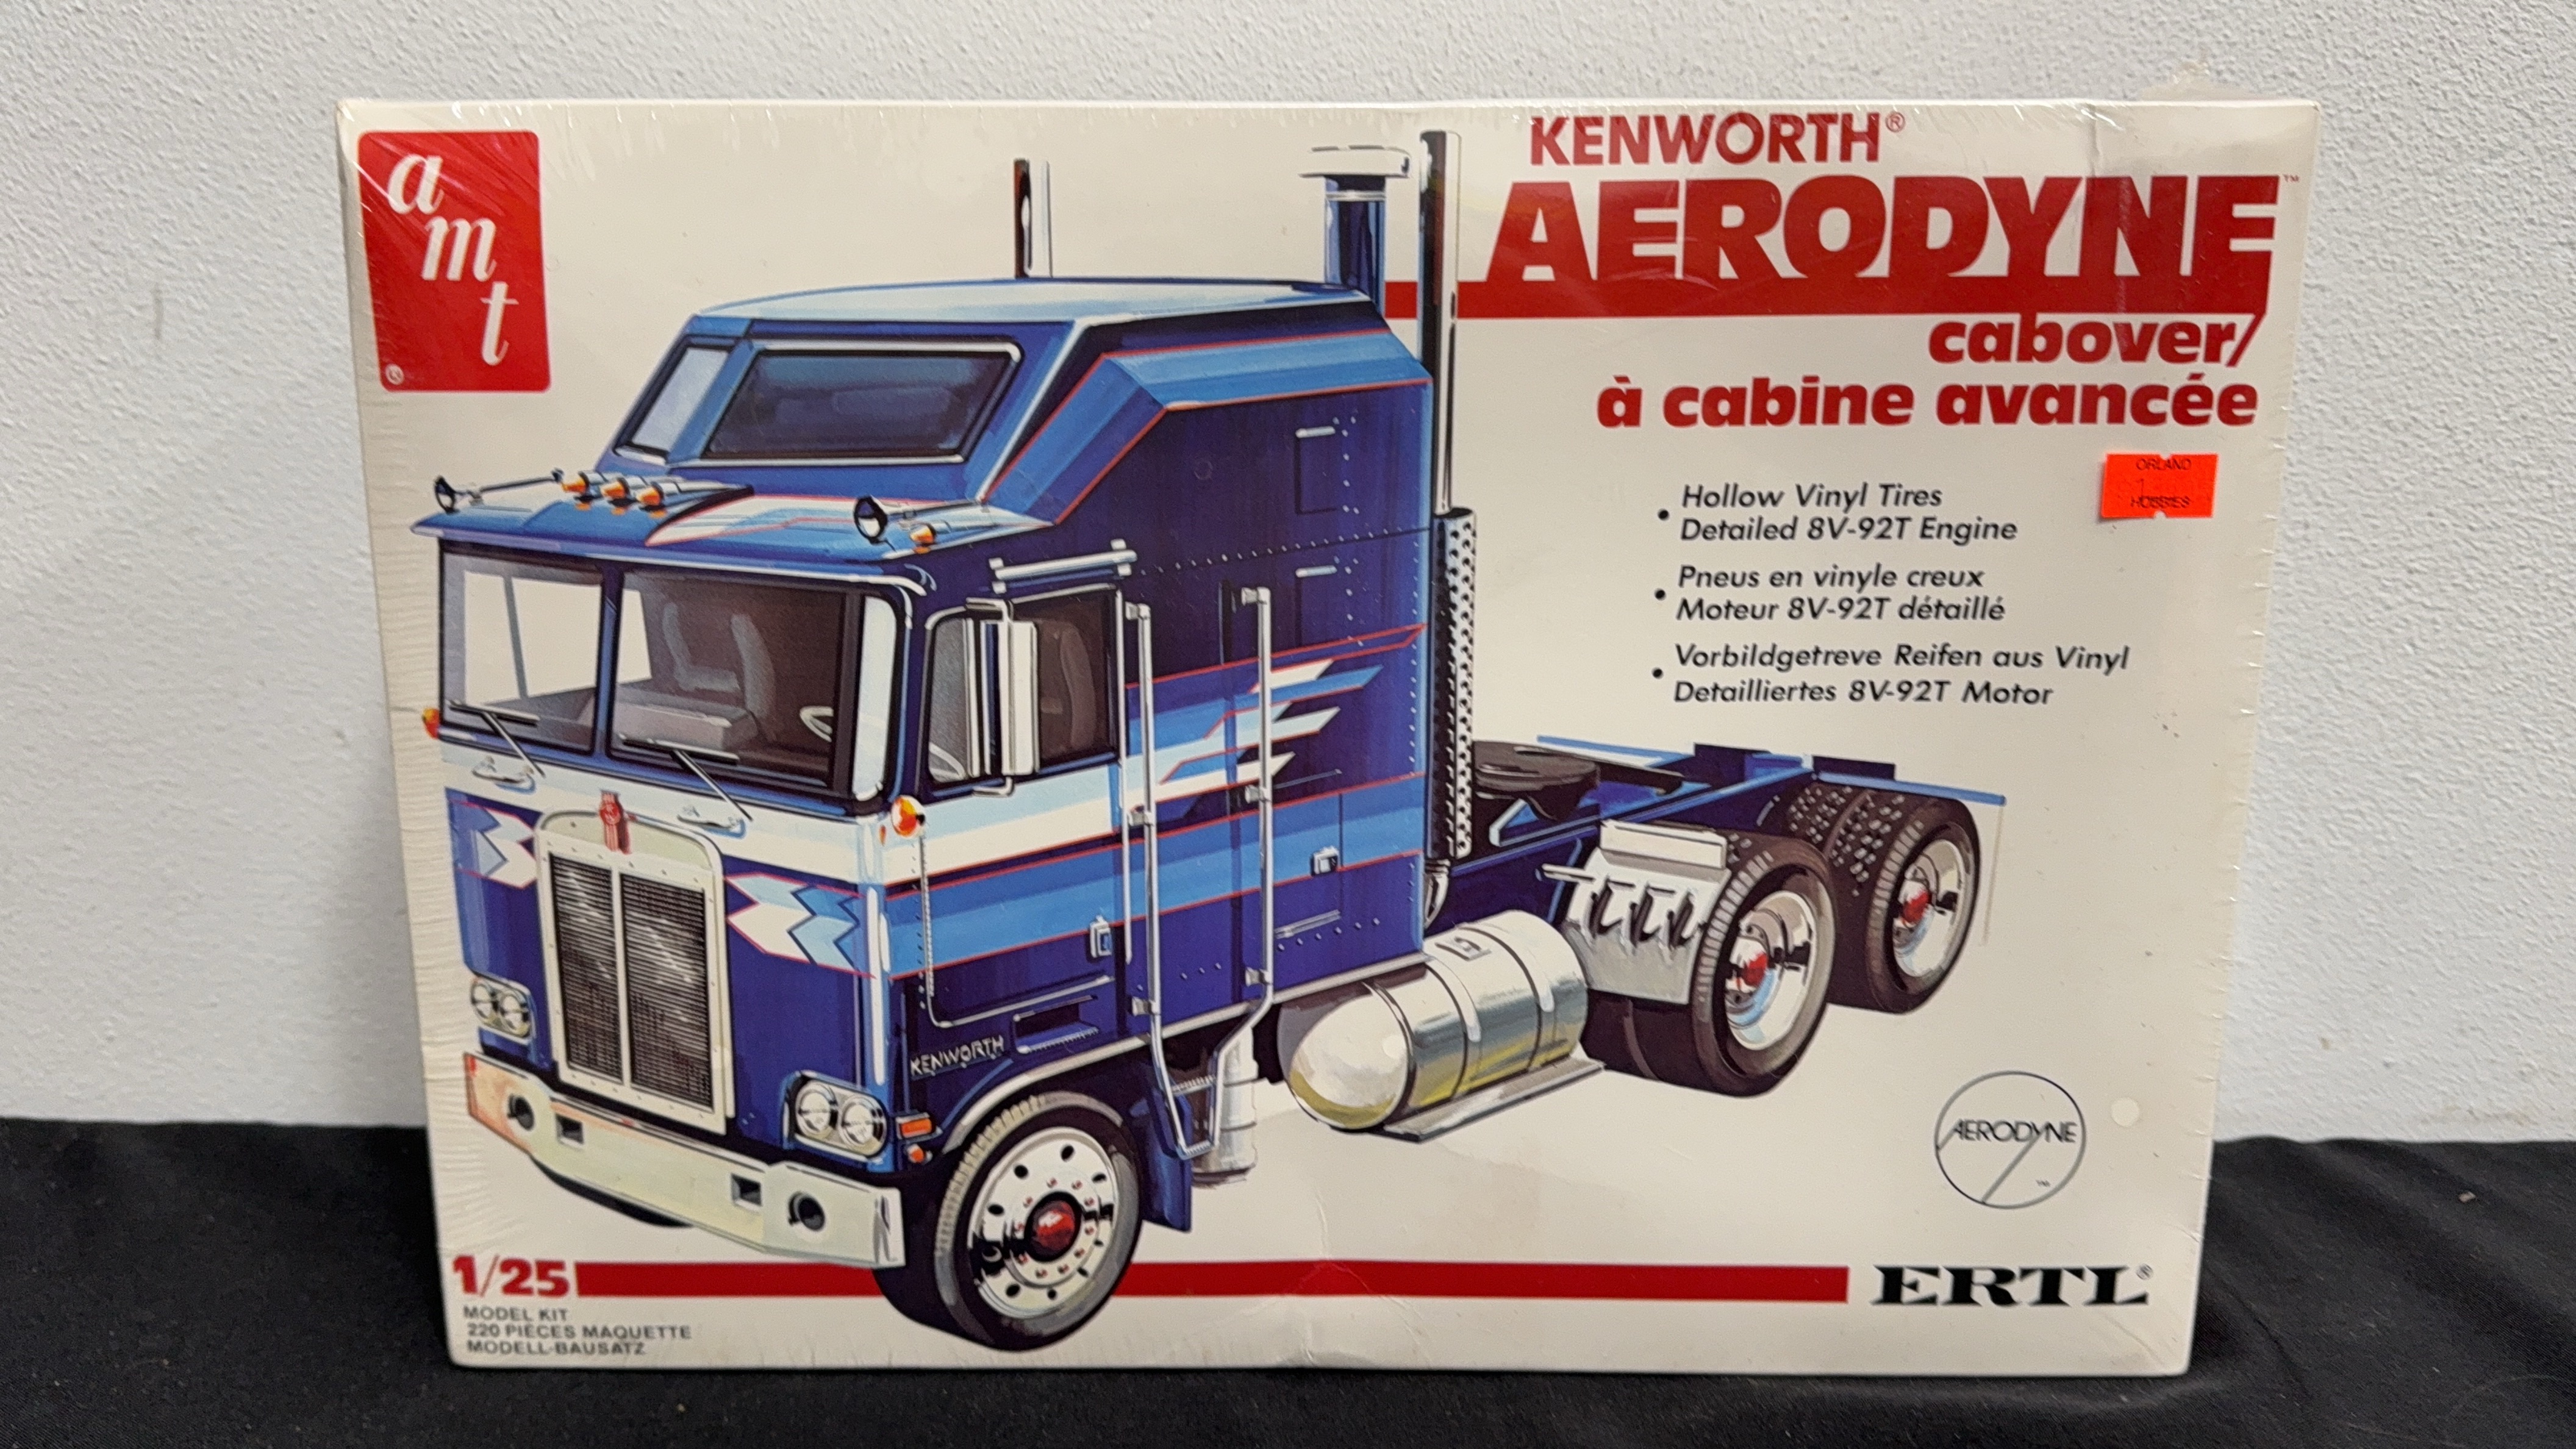 amt
KENWORTH®
AERODYNE™
cabover/
à cabine avancée
ORLAND
HOBBIES
• Hollow Vinyl Tires
Detailed 8V-92T Engine
• Pneus en vinyle creux
Moteur 8V-92T détaillé
• Vorbildgetreve Reifen aus Vinyl
Detailliertes 8V-92T Motor
KENWORTH
AERODYNE
™
1/25
ERTL®
MODEL KIT
220 PIECES MAQUETTE
MODELL-BAUSATZ